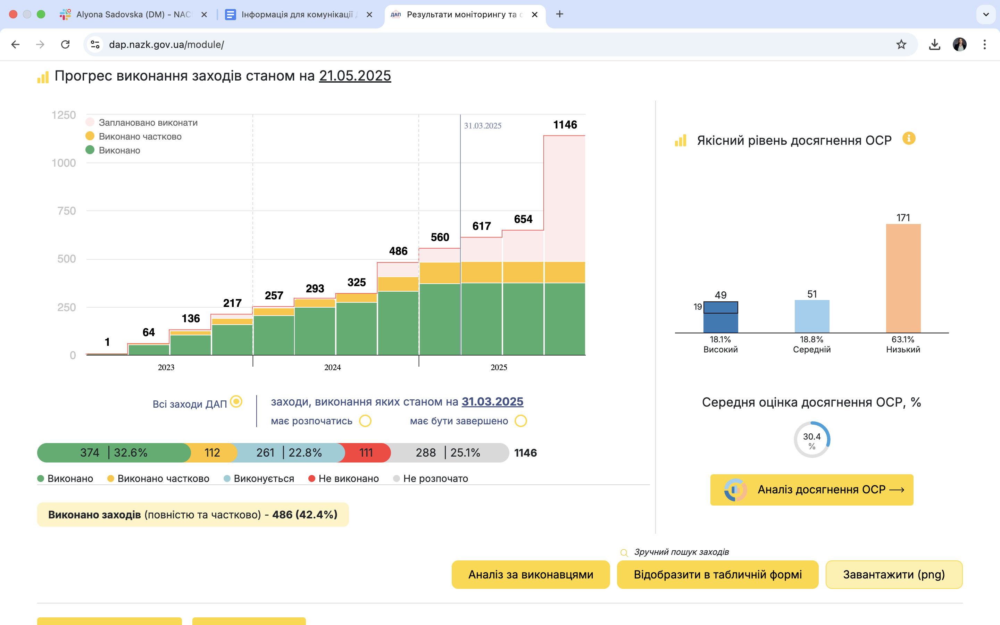 Alyona Sadovska (DM) - NAC
Інформація для комунікації
ДАП
Результати моніторингу та
dap.nazk.gov.ua/module/
Прогрес виконання заходів станом на 21.05.2025
1250
1000
750
500
250
0
Заплановано виконати
Виконано частково
Виконано
31.03.2025
1
64
136
217
257
293
325
486
560
617
654
1146
2023
2024
2025
Всі заходи ДАП
заходи, виконання яких станом на 31.03.2025
має розпочатись
має бути завершено
374 | 32.6%
112
261 | 22.8%
111
288 | 25.1%
1146
Виконано
Виконано частково
Виконується
Не виконано
Не розпочато
Виконано заходів (повністю та частково) - 486 (42.4%)
Якісний рівень досягнення ОСР
49
19
51
171
18.1%
18.8%
63.1%
Високий
Середній
Низький
Середня оцінка досягнення ОСР, %
30.4
%
Аналіз досягнення ОСР
Зручний пошук заходів
Аналіз за виконавцями
Відобразити в табличній формі
Завантажити (png)